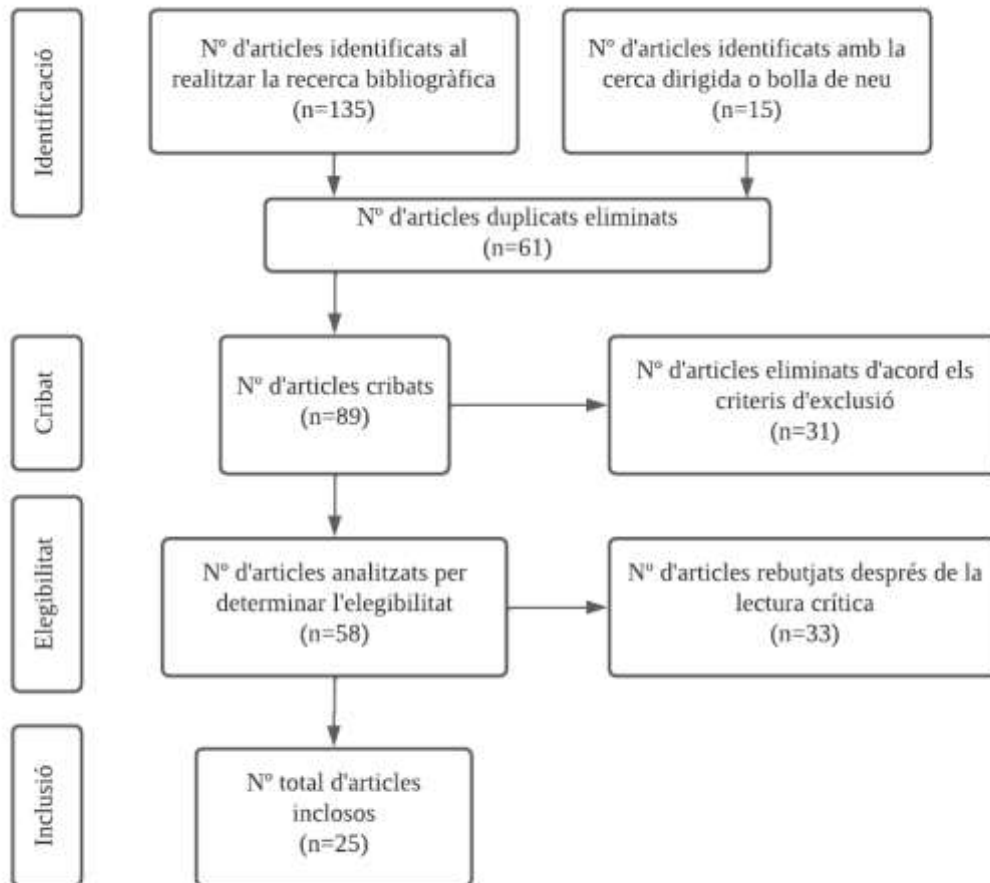 Identificació
Nº d'articles identificats al
realitzar la recerca bibliogràfica
(n=135)
Nº d'articles identificats amb la
cerca dirigida o bolla de neu
(n=15)
Nº d'articles duplicats eliminats
(n=61)
Cribat
Nº d'articles cribats
(n=89)
Nº d'articles eliminats d'acord els
criteris d'exclusió
(n=31)
Elegibilitat
Nº d'articles analitzats per
determinar l'elegibilitat
(n=58)
Nº d'articles rebutjats després de la
lectura crítica
(n=33)
Inclusió
Nº total d'articles
inclosos
(n=25)